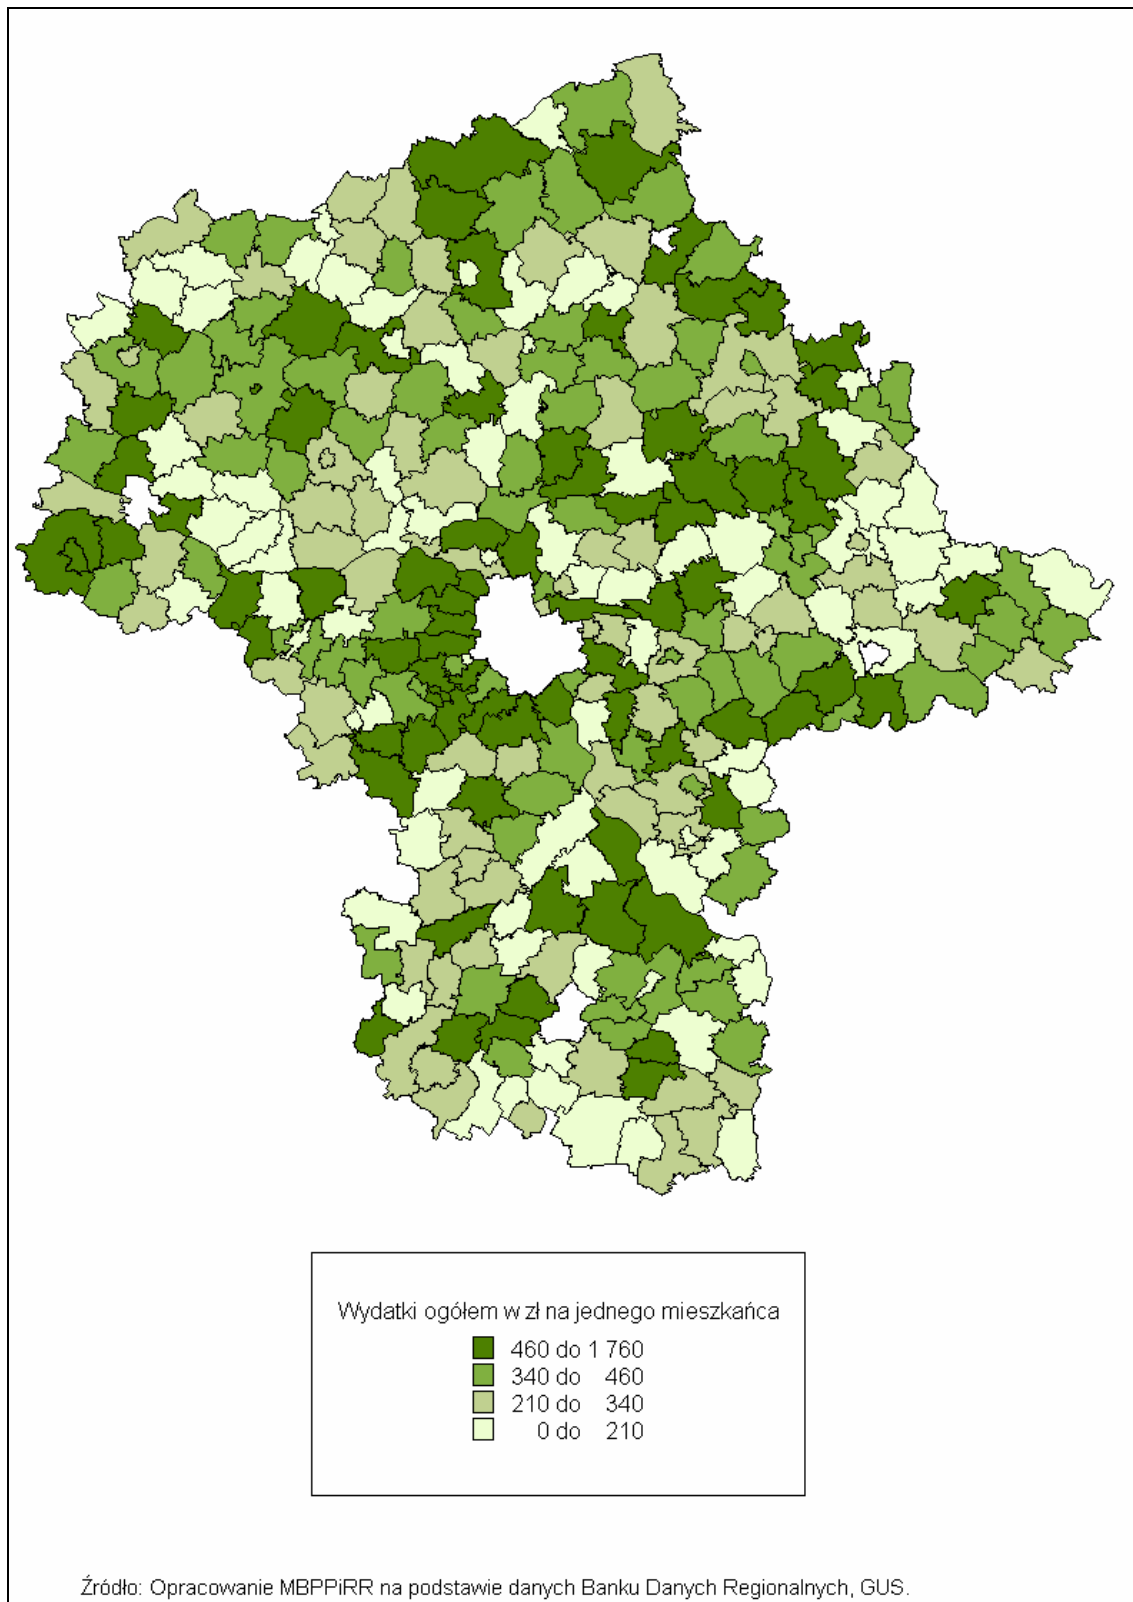 Wydatki ogółem w zł na jednego mieszkańca
460 do 1 760
340 do 460
210 do 340
0 do 210
Źródło: Opracowanie MBPPiRR na podstawie danych Banku Danych Regionalnych, GUS.